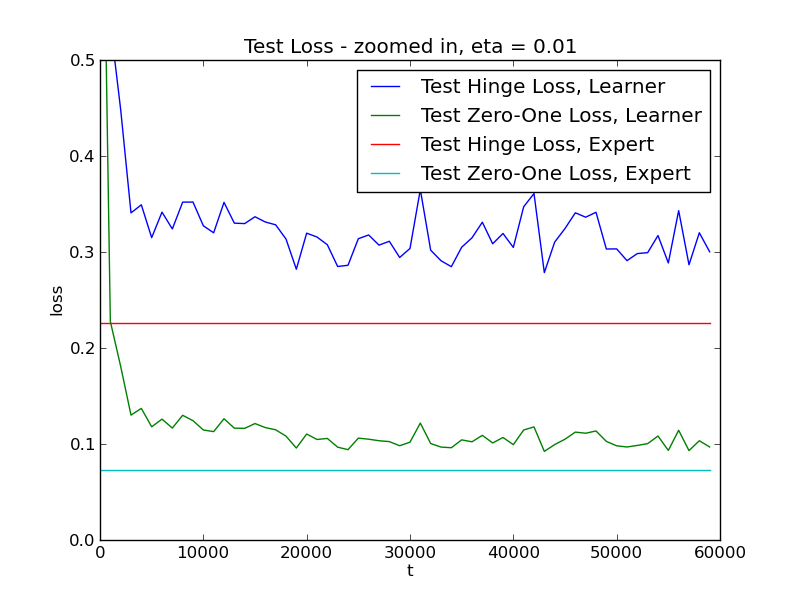 Test Loss - zoomed in, eta = 0.01
Test Hinge Loss, Learner
Test Zero-One Loss, Learner
Test Hinge Loss, Expert
Test Zero-One Loss, Expert
loss
0.5
0.4
0.3
0.2
0.1
0.0
0 10000 20000 30000 40000 50000 60000
t